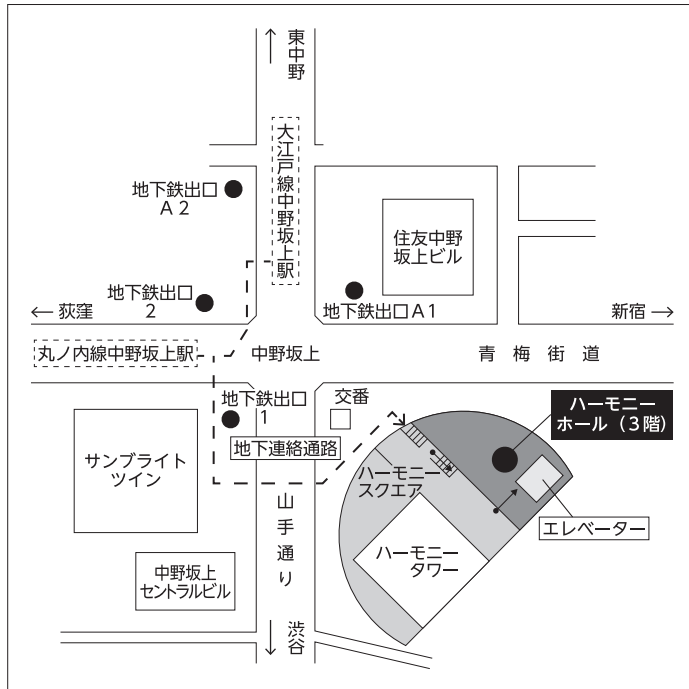 東中野
大江戸線中野坂上駅
地下鉄出口
A2
住友中野
坂上ビル
地下鉄出口
2
地下鉄出口A1
←荻窪
新宿→
丸ノ内線中野坂上駅
中野坂上
青梅街道
地下鉄出口
1
交番
ハーモニー
ホール(3階)
地下連絡通路
サンブライト
ツイン
ハーモニー
スクエア
エレベーター
山手通り
ハーモニー
タワー
中野坂上
セントラルビル
渋谷